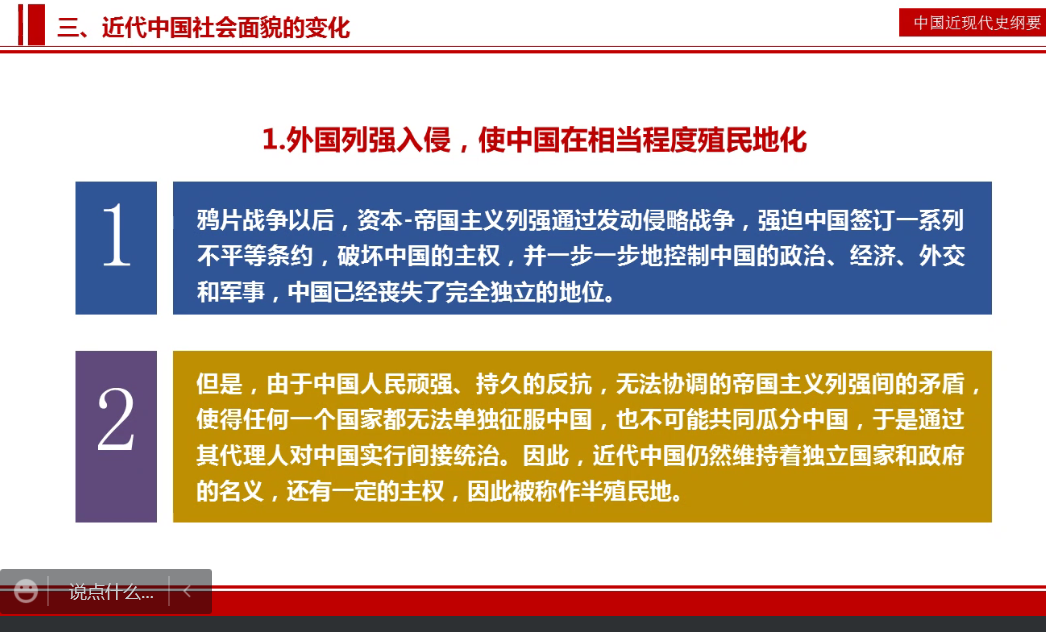 三、近代中国社会面貌的变化
中国近现代史纲要
1.外国列强入侵，使中国在相当程度殖民地化
1
鸦片战争以后，资本-帝国主义列强通过发动侵略战争，强迫中国签订一系列
不平等条约，破坏中国的主权，并一步一步地控制中国的政治、经济、外交
和军事，中国已经丧失了完全独立的地位。
2
但是，由于中国人民顽强、持久的反抗，无法协调的帝国主义列强间的矛盾，
使得任何一个国家都无法单独征服中国，也不可能共同瓜分中国，于是通过
其代理人对中国实行间接统治。因此，近代中国仍然维持着独立国家和政府
的名义，还有一定的主权，因此被称作半殖民地。
说点什么...